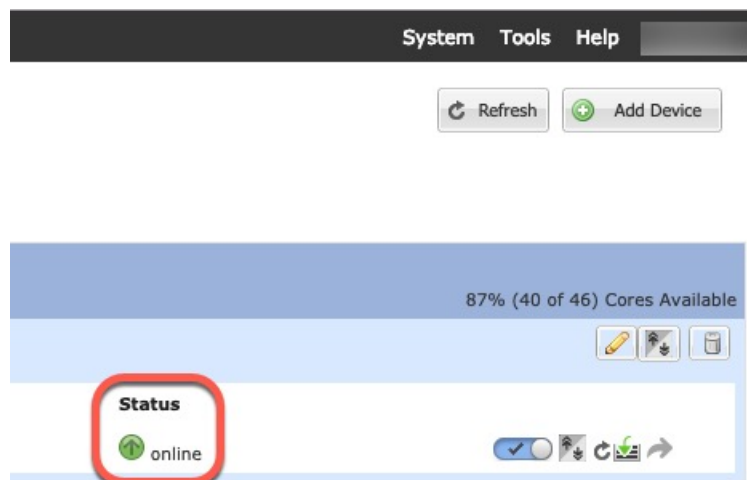 System Tools Help
Refresh Add Device
87% (40 of 46) Cores Available
Status
online